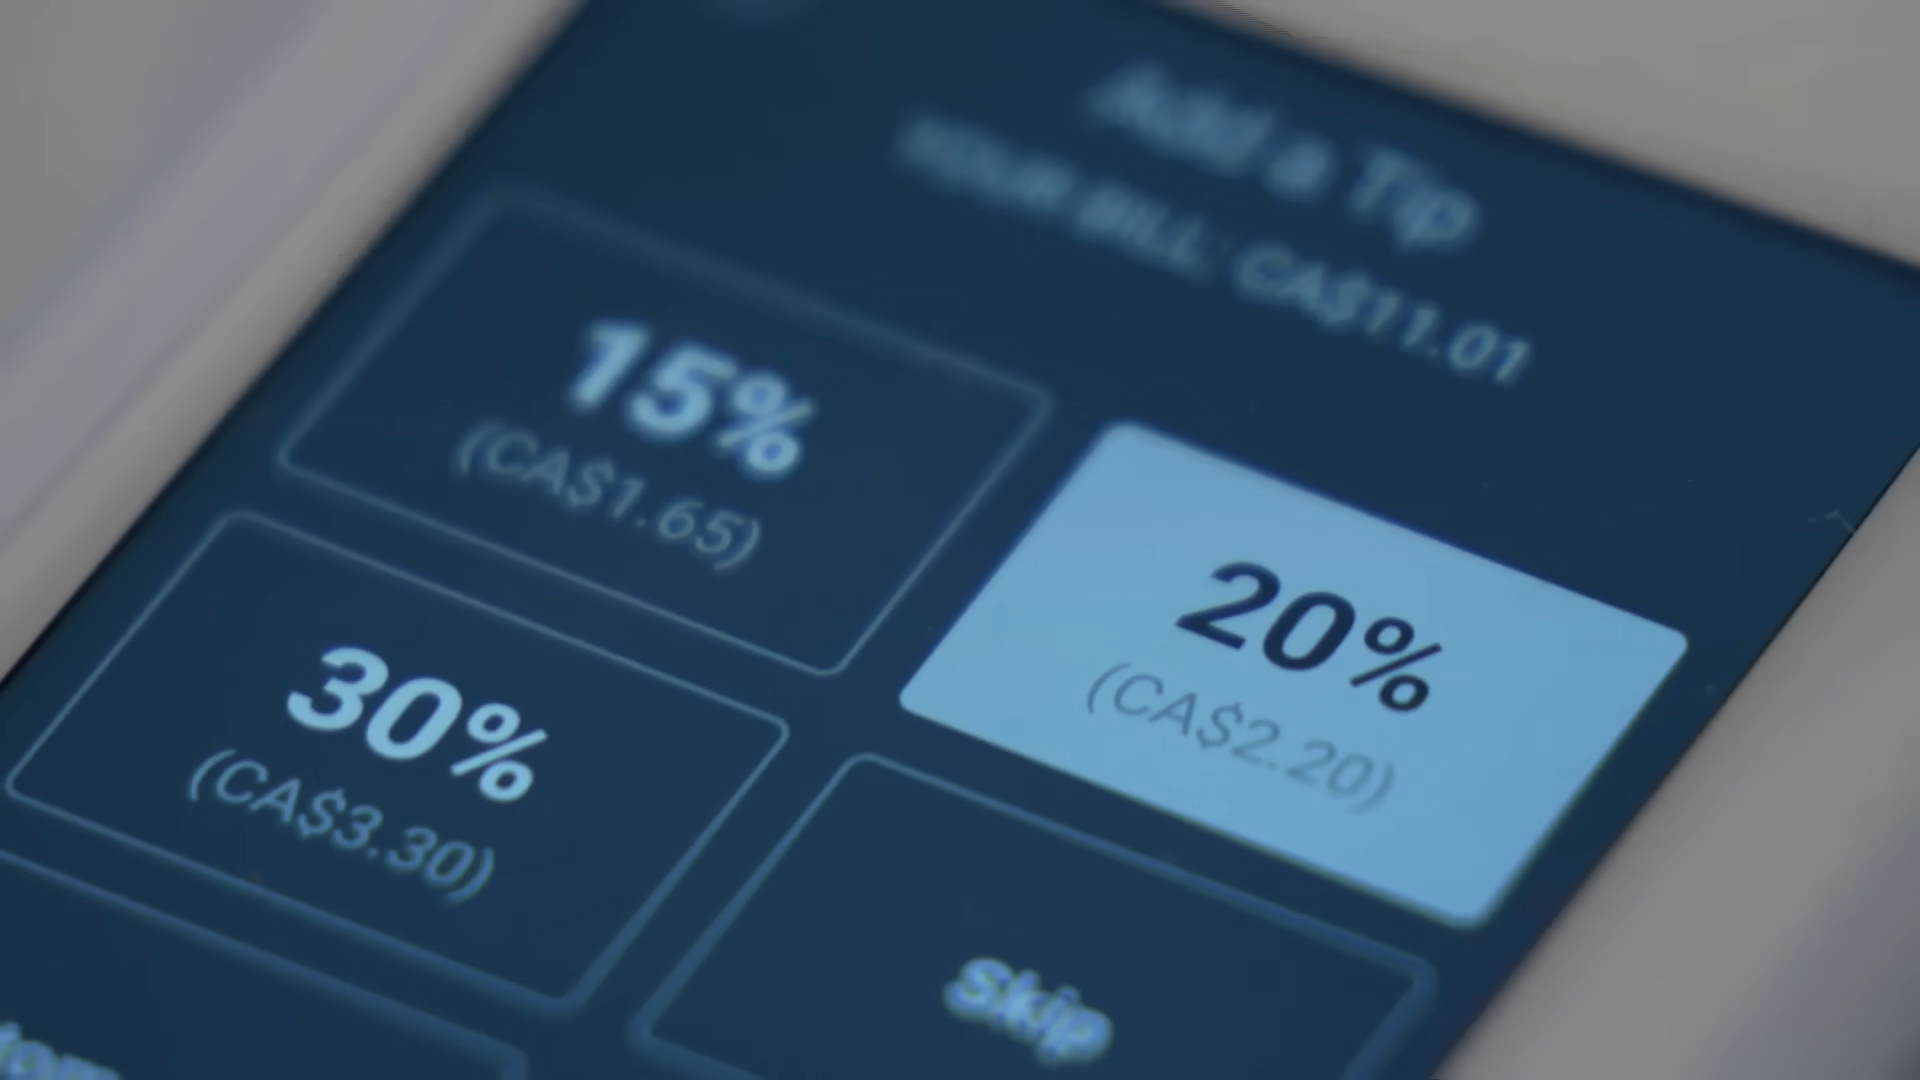 Add a Tip
YOUR BILL: CA$11.01
15%
(CA$1.65)
20%
(CA$2.20)
30%
(CA$3.30)
Skip